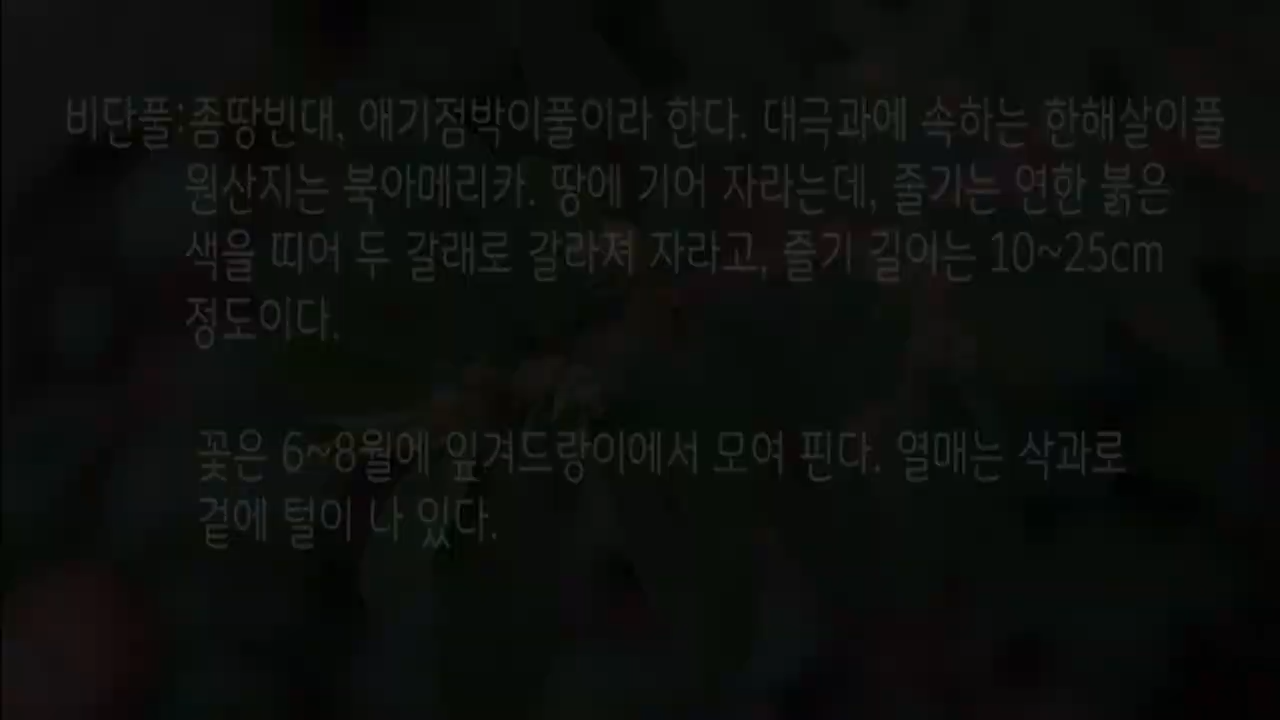 비단풀:좀땅빈대, 애기점박이풀이라 한다. 대극과에 속하는 한해살이풀
원산지는 북아메리카. 땅에 기어 자라는데, 줄기는 연한 붉은
색을 띠어 두 갈래로 갈라져 자라고, 줄기 길이는 10~25cm
정도이다.
꽃은 6~8월에 잎겨드랑이에서 모여 핀다. 열매는 삭과로
겉에 털이 나 있다.